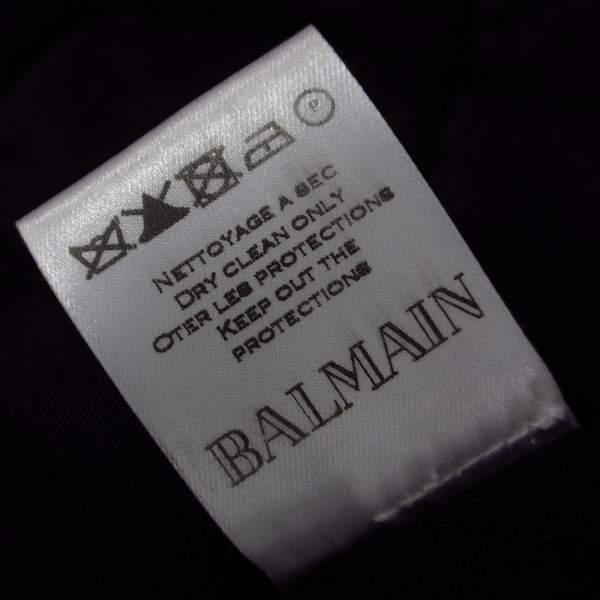 P
NETTOYAGE A SEC
DRY CLEAN ONLY
OTER LES PROTECTIONS
KEEP OUT THE
PROTECTIONS
BALMAIN